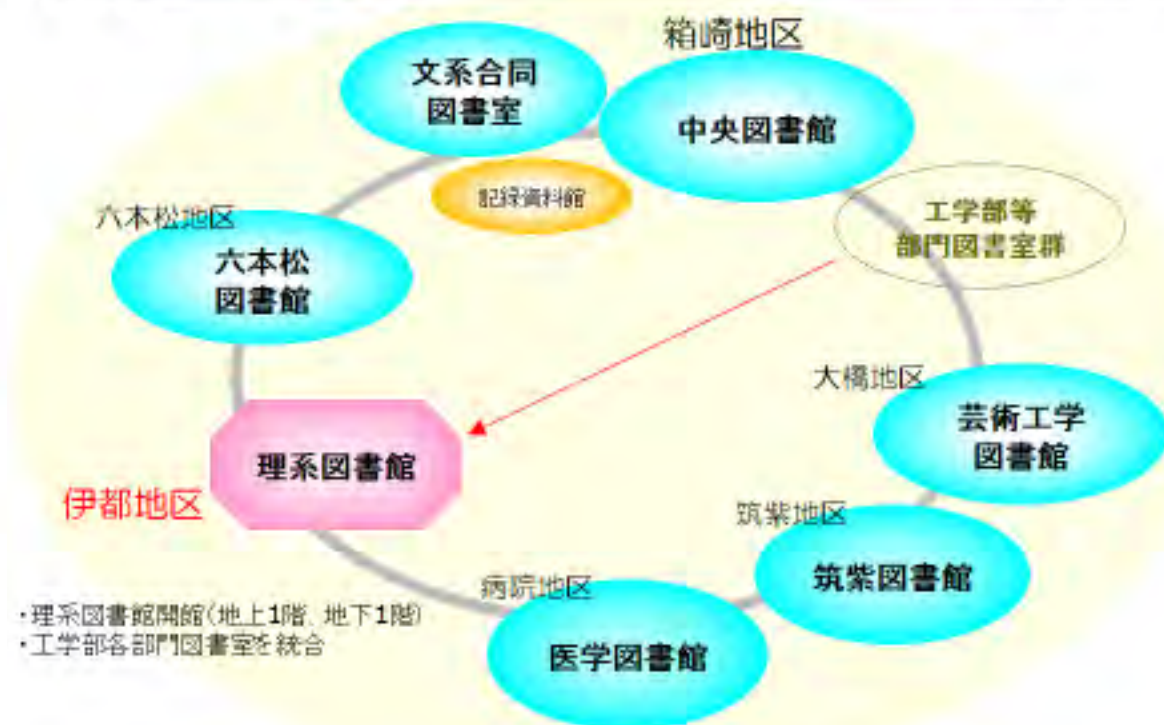 箱崎地区
文系合同
図書室
中央図書館
記録資料館
工学部等
部門図書室群
六本松地区
六本松
図書館
大橋地区
芸術工学
図書館
理系図書館
伊都地区
筑紫地区
筑紫図書館
病院地区
医学図書館
・理系図書館開館(地上1階、地下1階)
・工学部各部門図書室を統合